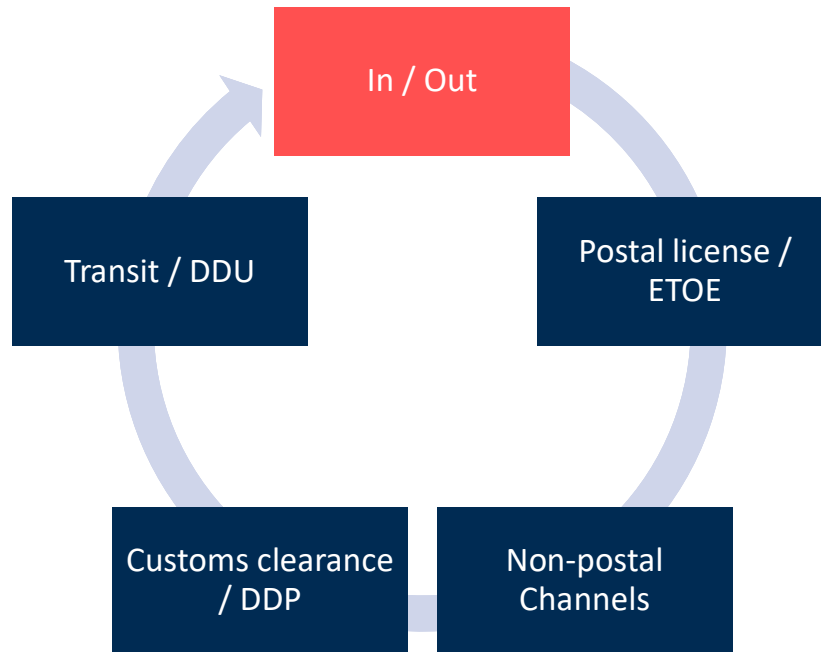 In / Out
Postal license /
ETOE
Non-postal
Channels
Customs clearance
/ DDP
Transit / DDU